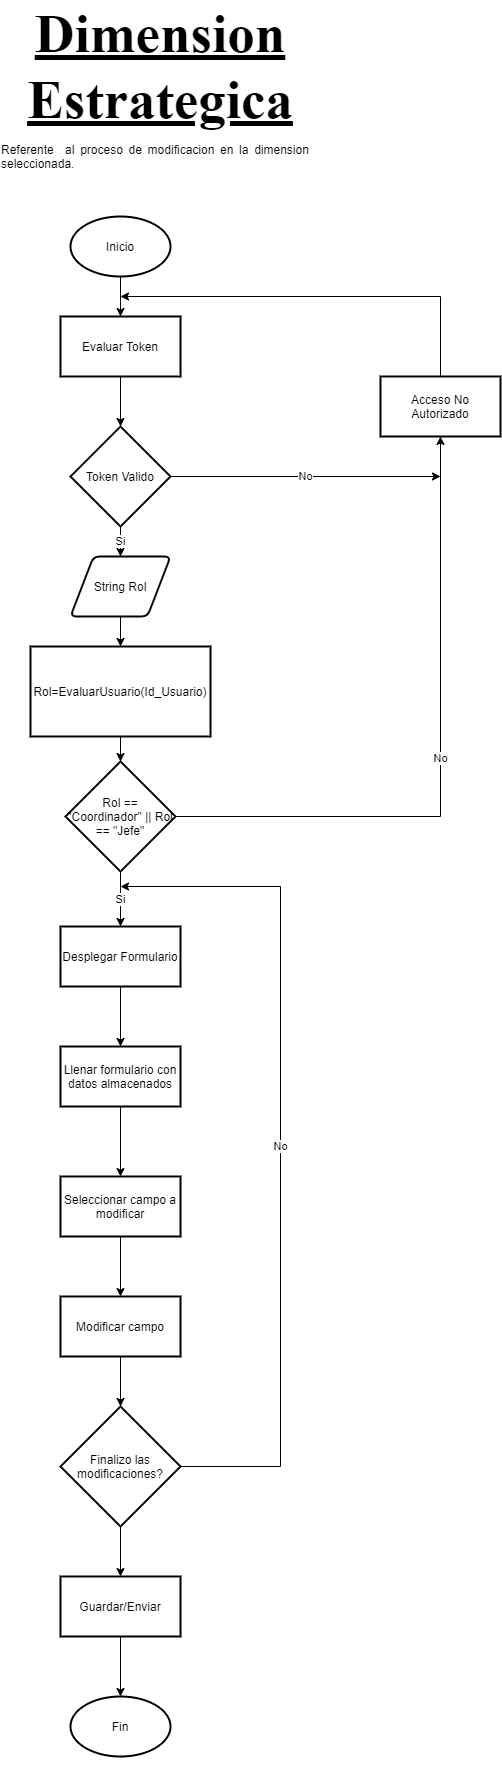 Dimension
Estrategica
Referente al proceso de modificacion en la dimension
seleccionada.
Inicio
Evaluar Token
Acceso No
Autorizado
Token Valido
No
Si
String Rol
Rol=EvaluarUsuario(Id_Usuario)
No
Rol ==
"Coordinador" || Rol
== "Jefe"
Si
Desplegar Formulario
Llenar formulario con
datos almacenados
No
Seleccionar campo a
modificar
Modificar campo
Finalizo las
modificaciones?
Guardar/Enviar
Fin